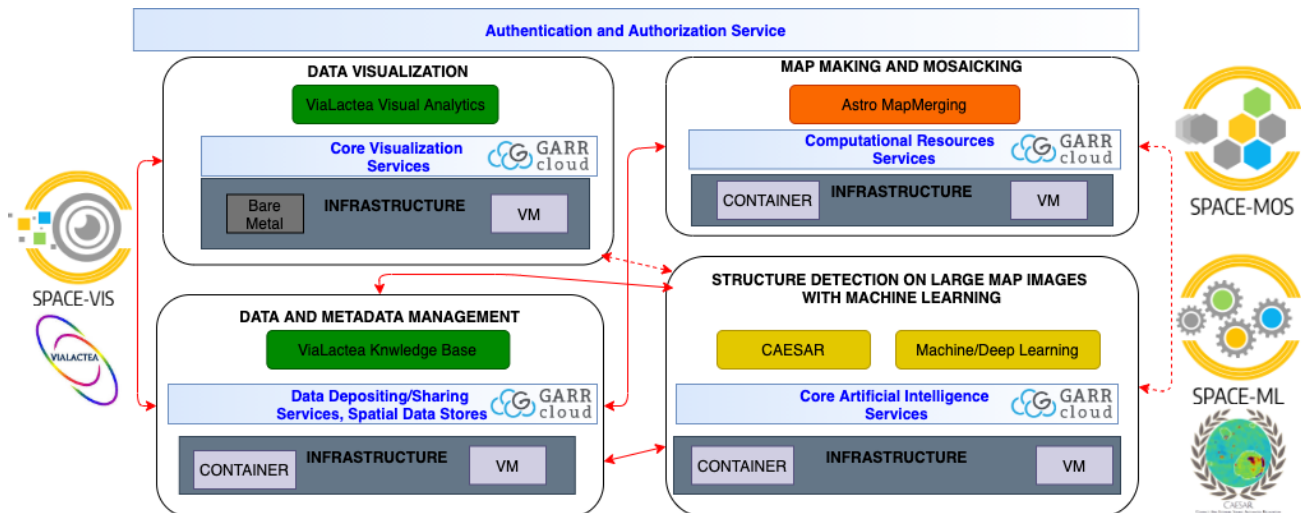 Authentication and Authorization Service
DATA VISUALIZATION
ViaLactea Visual Analytics
Core Visualization
Services
GARR
cloud
Bare
Metal
INFRASTRUCTURE
VM
MAP MAKING AND MOSAICKING
Astro MapMerging
Computational Resources
Services
GARR
cloud
CONTAINER
INFRASTRUCTURE
VM
SPACE-VIS
VIALACTEA
SPACE-MOS
DATA AND METADATA MANAGEMENT
ViaLactea Knwledge Base
Data Depositing/Sharing
Services, Spatial Data Stores
GARR
cloud
CONTAINER
INFRASTRUCTURE
VM
STRUCTURE DETECTION ON LARGE MAP IMAGES
WITH MACHINE LEARNING
CAESAR
Machine/Deep Learning
Core Artificial Intelligence
Services
GARR
cloud
CONTAINER
INFRASTRUCTURE
VM
SPACE-ML
CAESAR